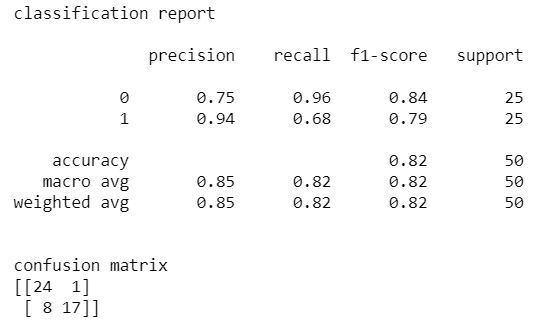 classification report
precision recall f1-score support
0 0.75 0.96 0.84 25
1 0.94 0.68 0.79 25
accuracy 0.82 50
macro avg 0.85 0.82 0.82 50
weighted avg 0.85 0.82 0.82 50
confusion matrix
[[24 1]
[ 8 17]]